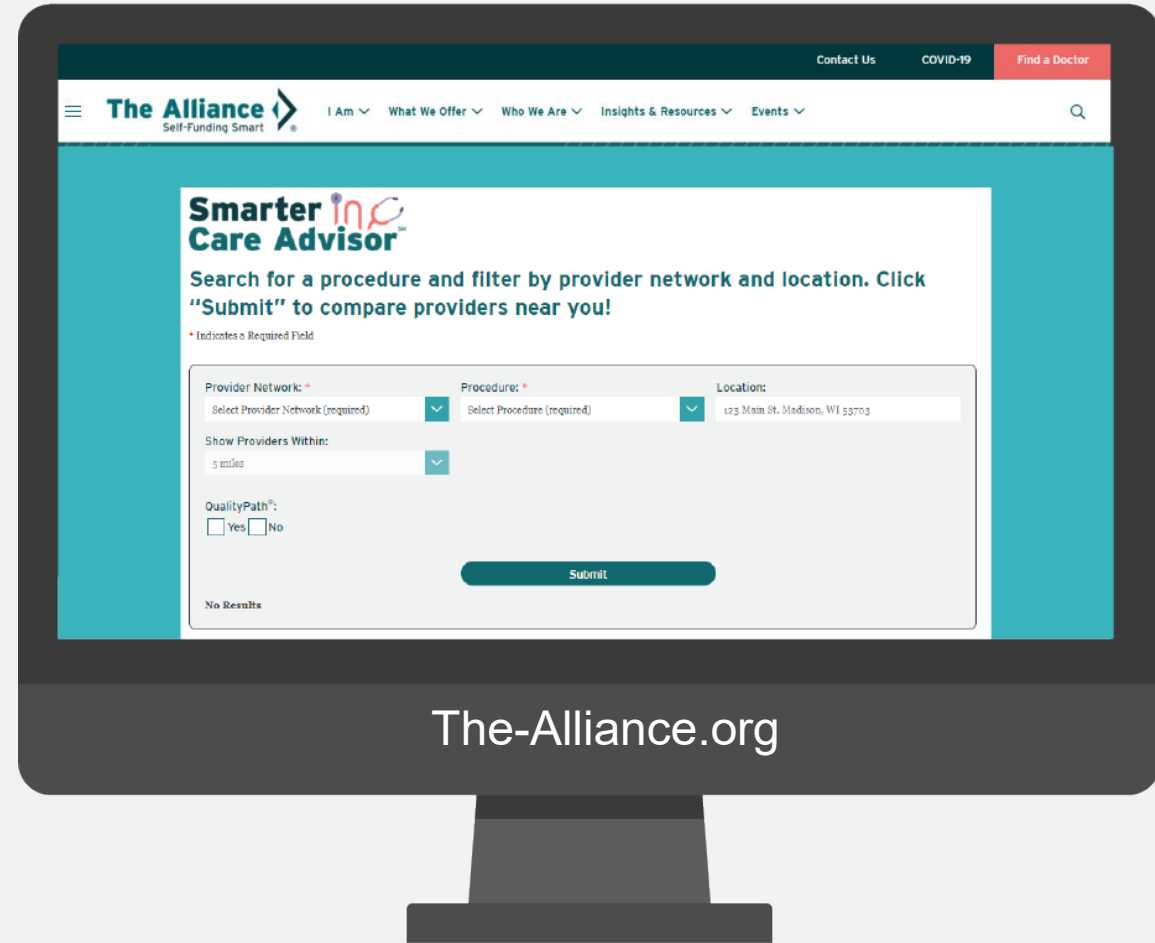 Contact Us COVID-19 Find a Doctor
The Alliance ®
Self-Funding Smart
I Am What We Offer Who We Are Insights & Resources Events
Smarter
Care Advisor℠
Search for a procedure and filter by provider network and location. Click
"Submit" to compare providers near you!
* Indicates a Required Field
Provider Network: * Procedure: * Location:
Select Provider Network (required) Select Procedure (required) 123 Main St. Madison, WI 53703
Show Providers Within:
5 miles
QualityPath®:
Yes No
Submit
No Results
The-Alliance.org